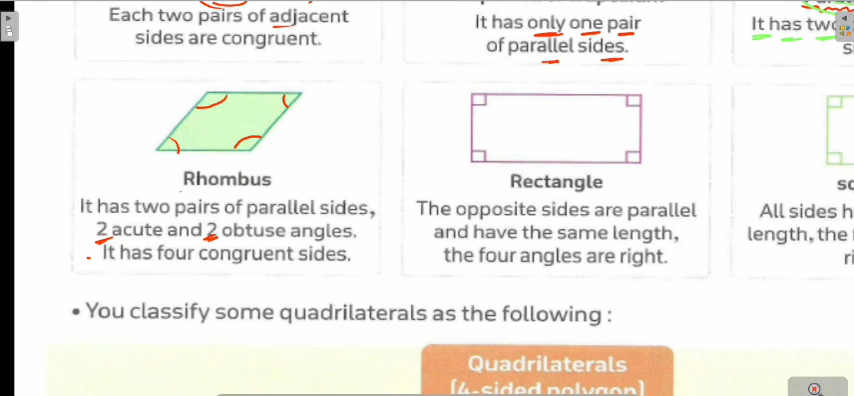 Each two pairs of adjacent
sides are congruent.
It has only one pair
of parallel sides.
It has two
Rhombus
It has two pairs of parallel sides,
2 acute and 2 obtuse angles.
It has four congruent sides.
Rectangle
The opposite sides are parallel
and have the same length,
the four angles are right.
All sides h
length, the
• You classify some quadrilaterals as the following :
Quadrilaterals
(4-sided polygon)